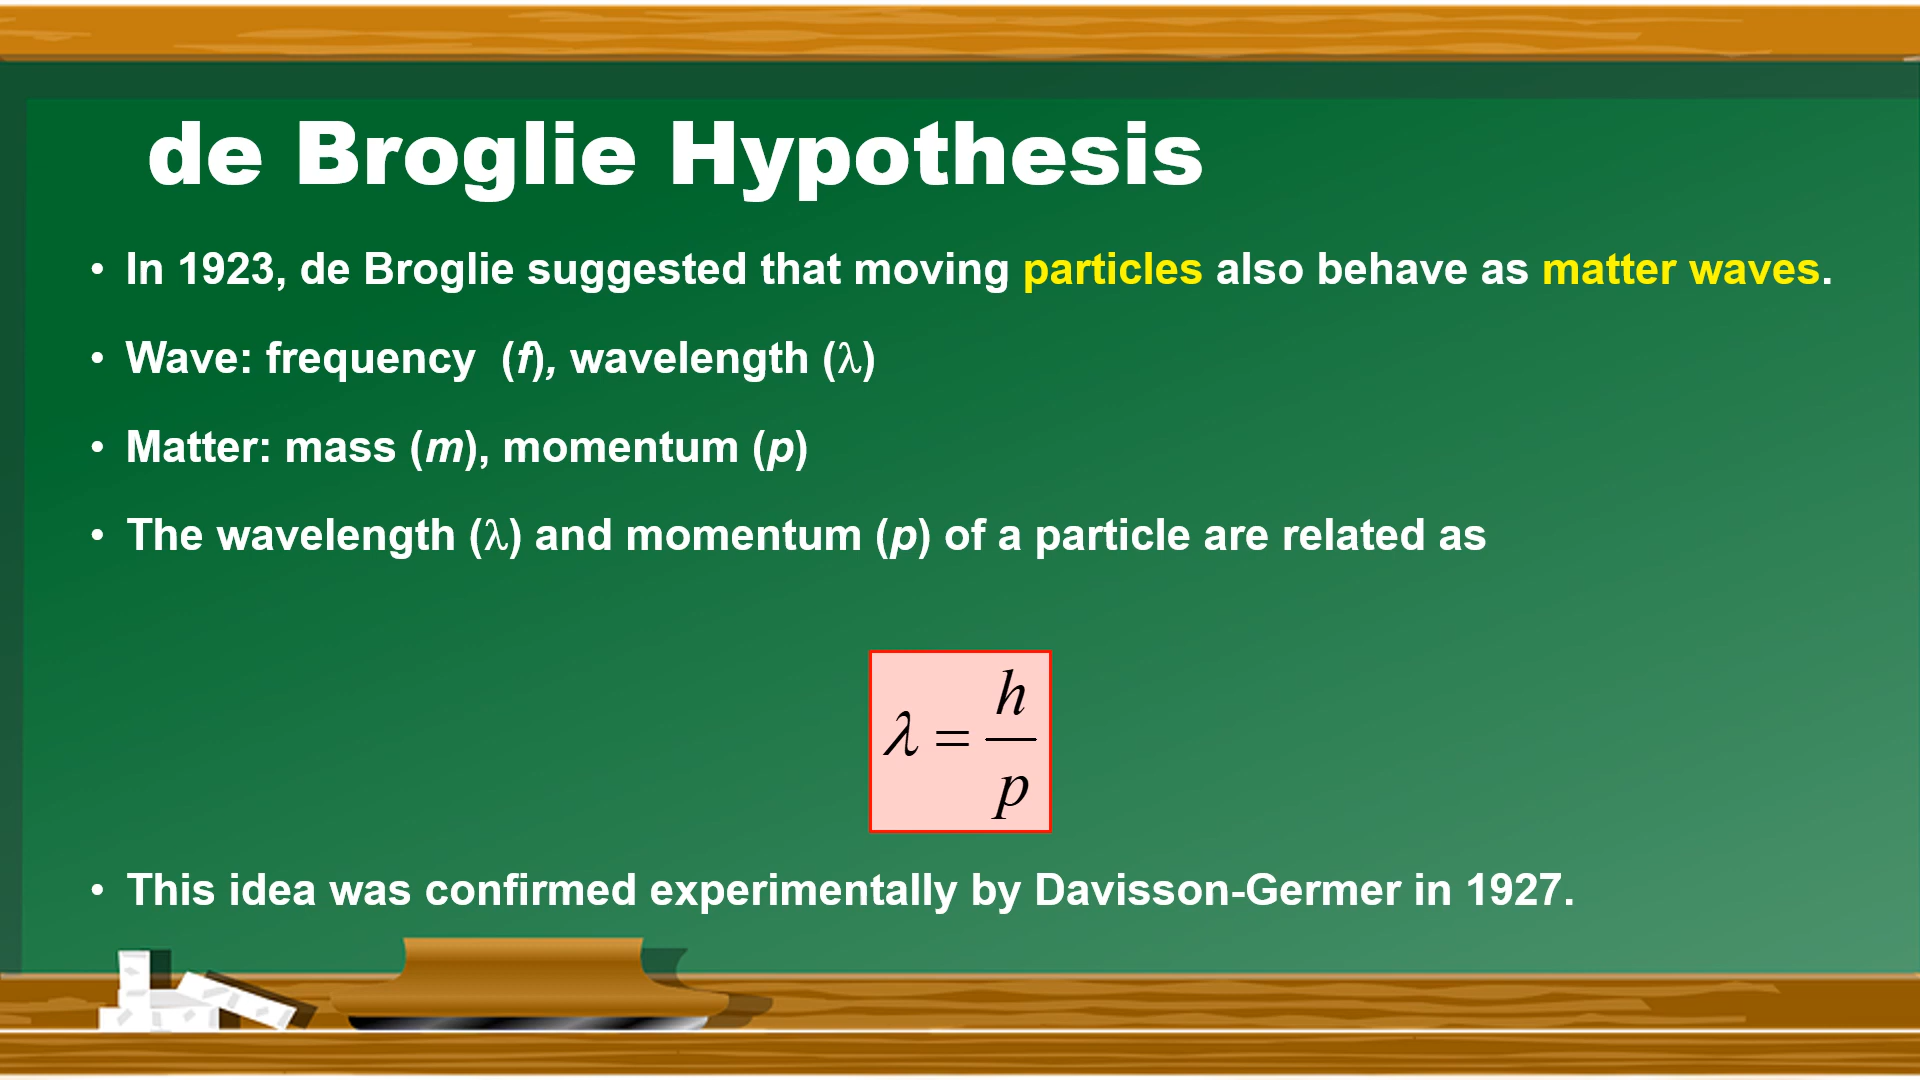 de Broglie Hypothesis
• In 1923, de Broglie suggested that moving particles also behave as matter waves.
• Wave: frequency (f), wavelength (λ)
• Matter: mass (m), momentum (p)
• The wavelength (λ) and momentum (p) of a particle are related as
λ = h/p
• This idea was confirmed experimentally by Davisson-Germer in 1927.